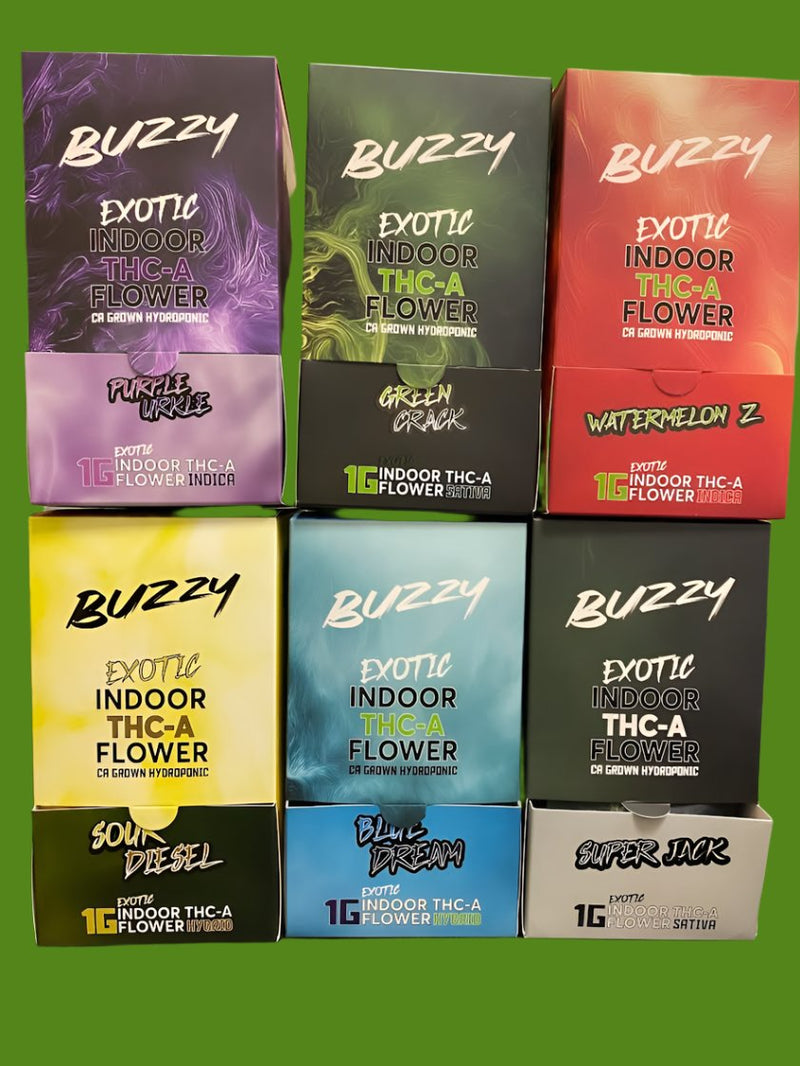 BUZZY
EXOTIC
INDOOR
THC-A
FLOWER
CA GROWN HYDROPONIC
PURPLE
URKLE
EXOTIC
1G INDOOR THC-A
FLOWER INDICA
BUZZY
EXOTIC
INDOOR
THC-A
FLOWER
CA GROWN HYDROPONIC
GREEN
CRACK
EXOTIC
1G INDOOR THC-A
FLOWER SATIVA
BUZZY
EXOTIC
INDOOR
THC-A
FLOWER
CA GROWN HYDROPONIC
WATERMELON Z
EXOTIC
1G INDOOR THC-A
FLOWER INDICA
BUZZY
EXOTIC
INDOOR
THC-A
FLOWER
CA GROWN HYDROPONIC
SOUR
DIESEL
EXOTIC
1G INDOOR THC-A
FLOWER HYBRID
BUZZY
EXOTIC
INDOOR
THC-A
FLOWER
CA GROWN HYDROPONIC
BLUE
DREAM
EXOTIC
1G INDOOR THC-A
FLOWER HYBRID
BUZZY
EXOTIC
INDOOR
THC-A
FLOWER
CA GROWN HYDROPONIC
SUPER JACK
EXOTIC
1G INDOOR THC-A
FLOWER SATIVA